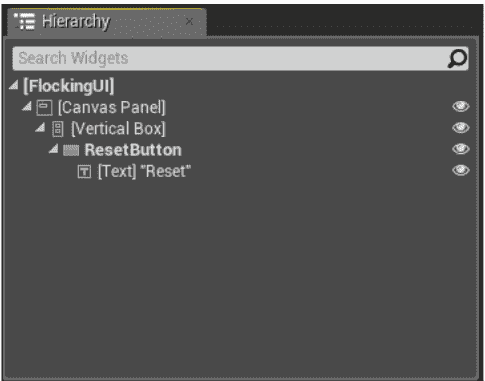 Hierarchy
Search Widgets
[FlockingUI]
[Canvas Panel]
[Vertical Box]
ResetButton
[Text] "Reset"